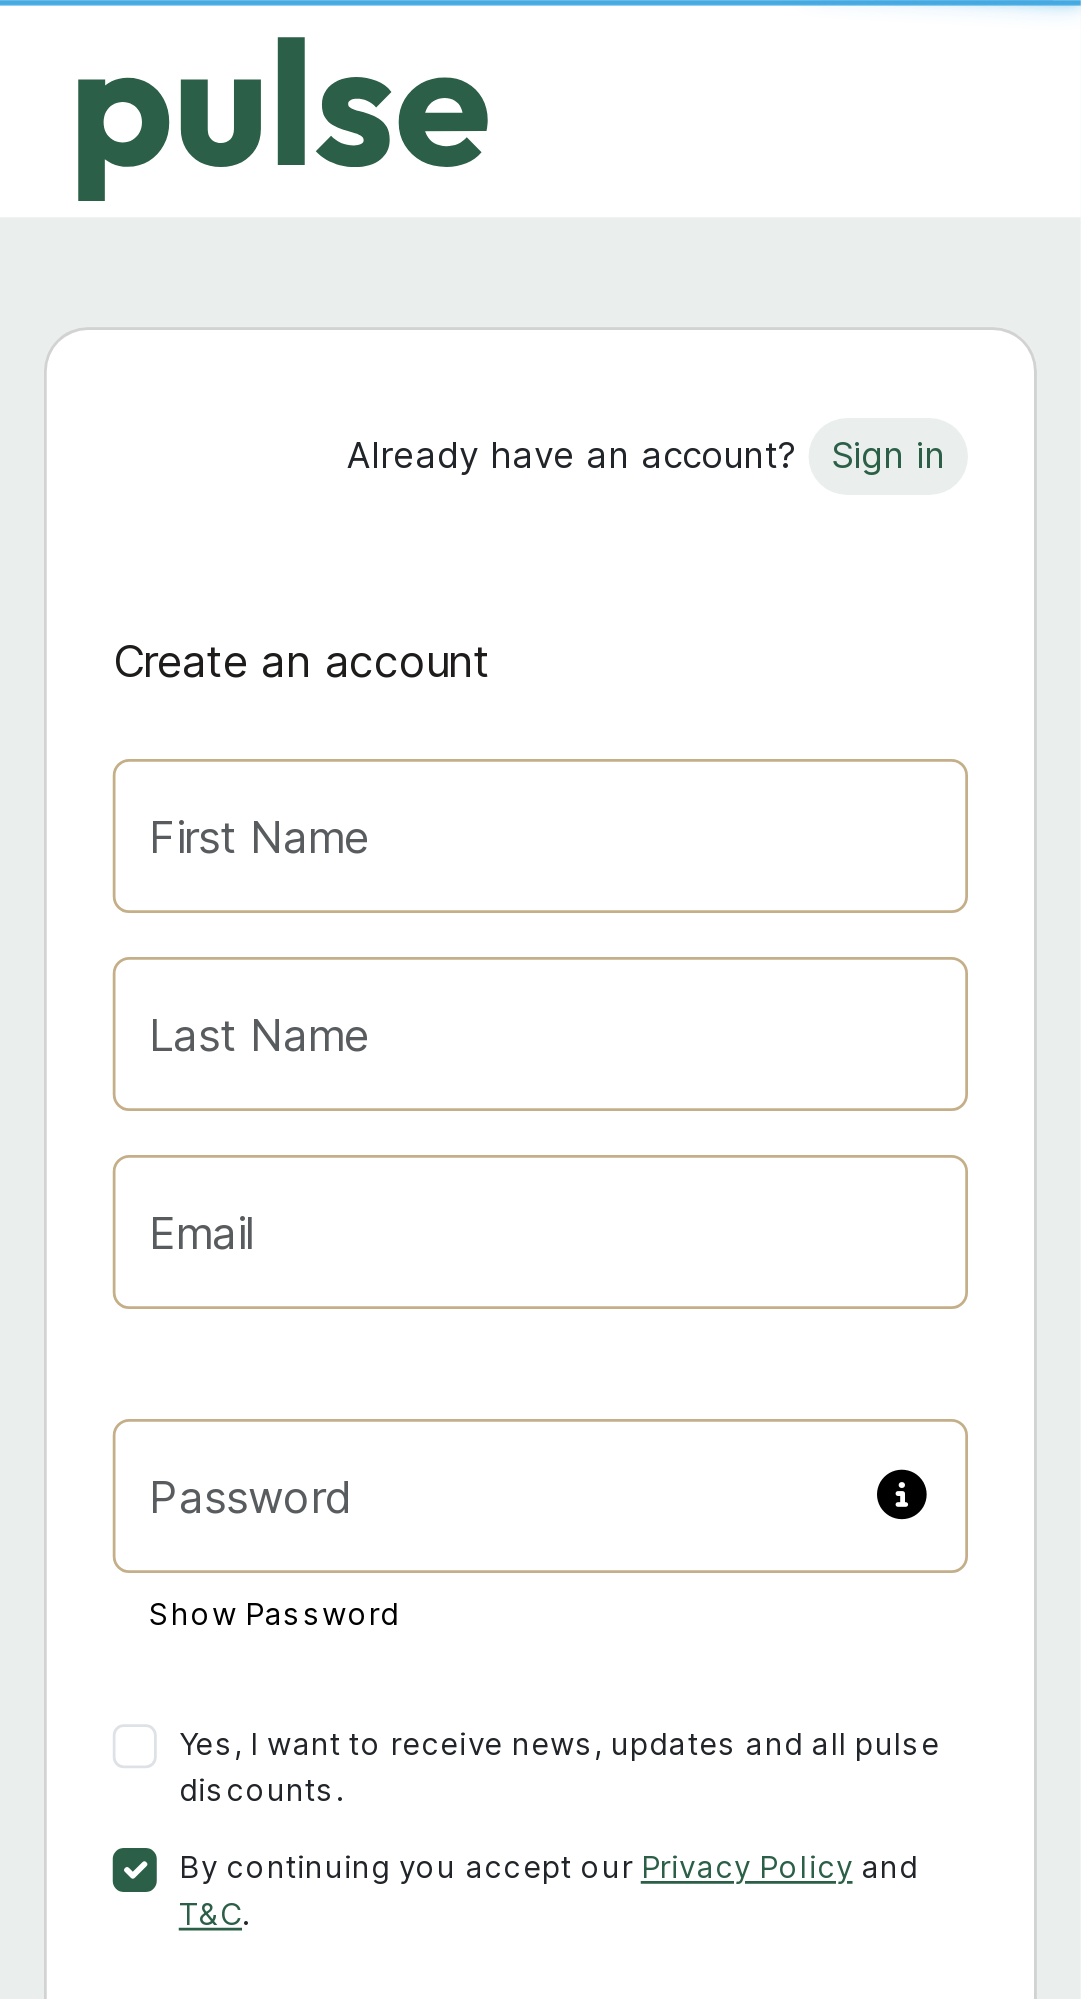 pulse
Already have an account? Sign in
Create an account
First Name
Last Name
Email
Password
Show Password
Yes, I want to receive news, updates and all pulse
discounts.
By continuing you accept our Privacy Policy and
T&C.